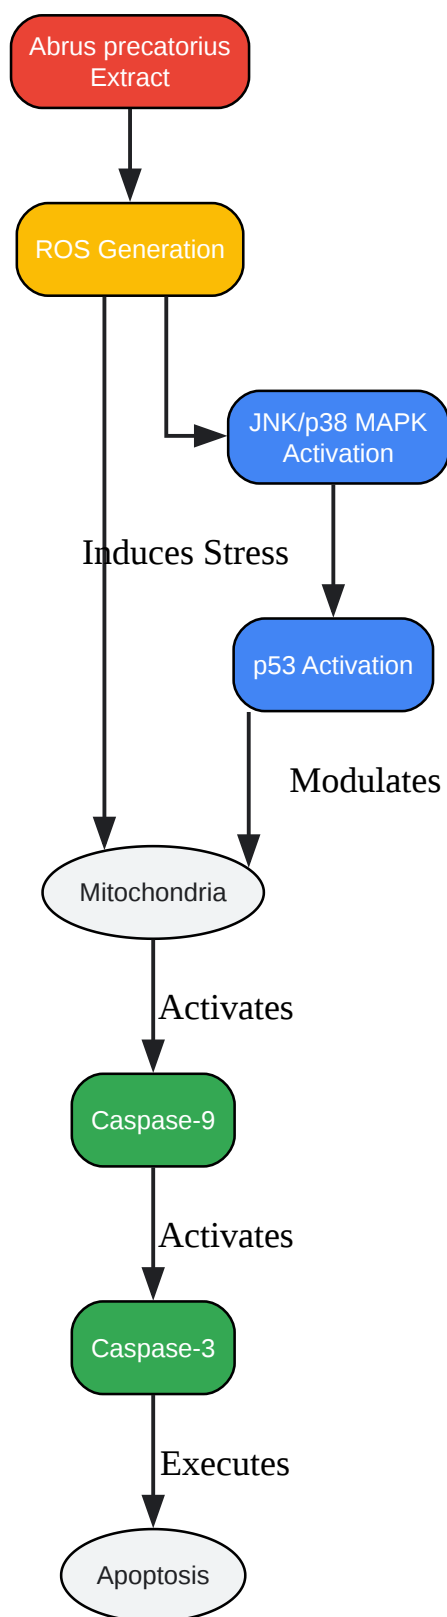 Abrus precatorius
Extract
ROS Generation
JNK/p38 MAPK
Activation
Induces Stress
p53 Activation
Modulates
Mitochondria
Activates
Caspase-9
Activates
Caspase-3
Executes
Apoptosis